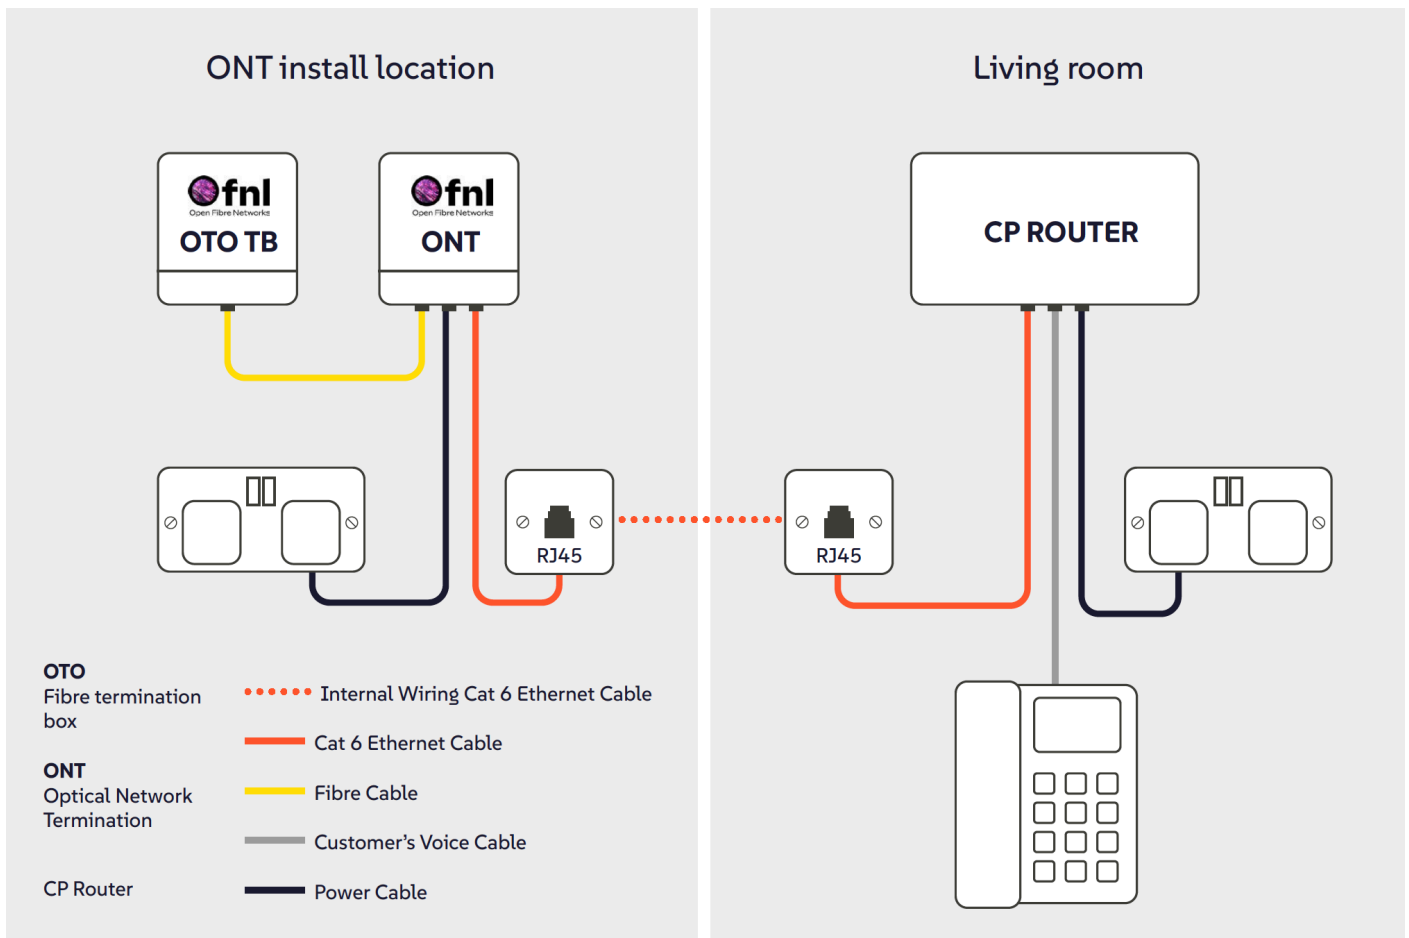 ONT install location
Living room
Ofnl
Open Fibre Networks
OTO TB
Ofnl
Open Fibre Networks
ONT
CP ROUTER
RJ45
RJ45
OTO
Fibre termination
box
ONT
Optical Network
Termination
CP Router
Internal Wiring Cat 6 Ethernet Cable
Cat 6 Ethernet Cable
Fibre Cable
Customer’s Voice Cable
Power Cable